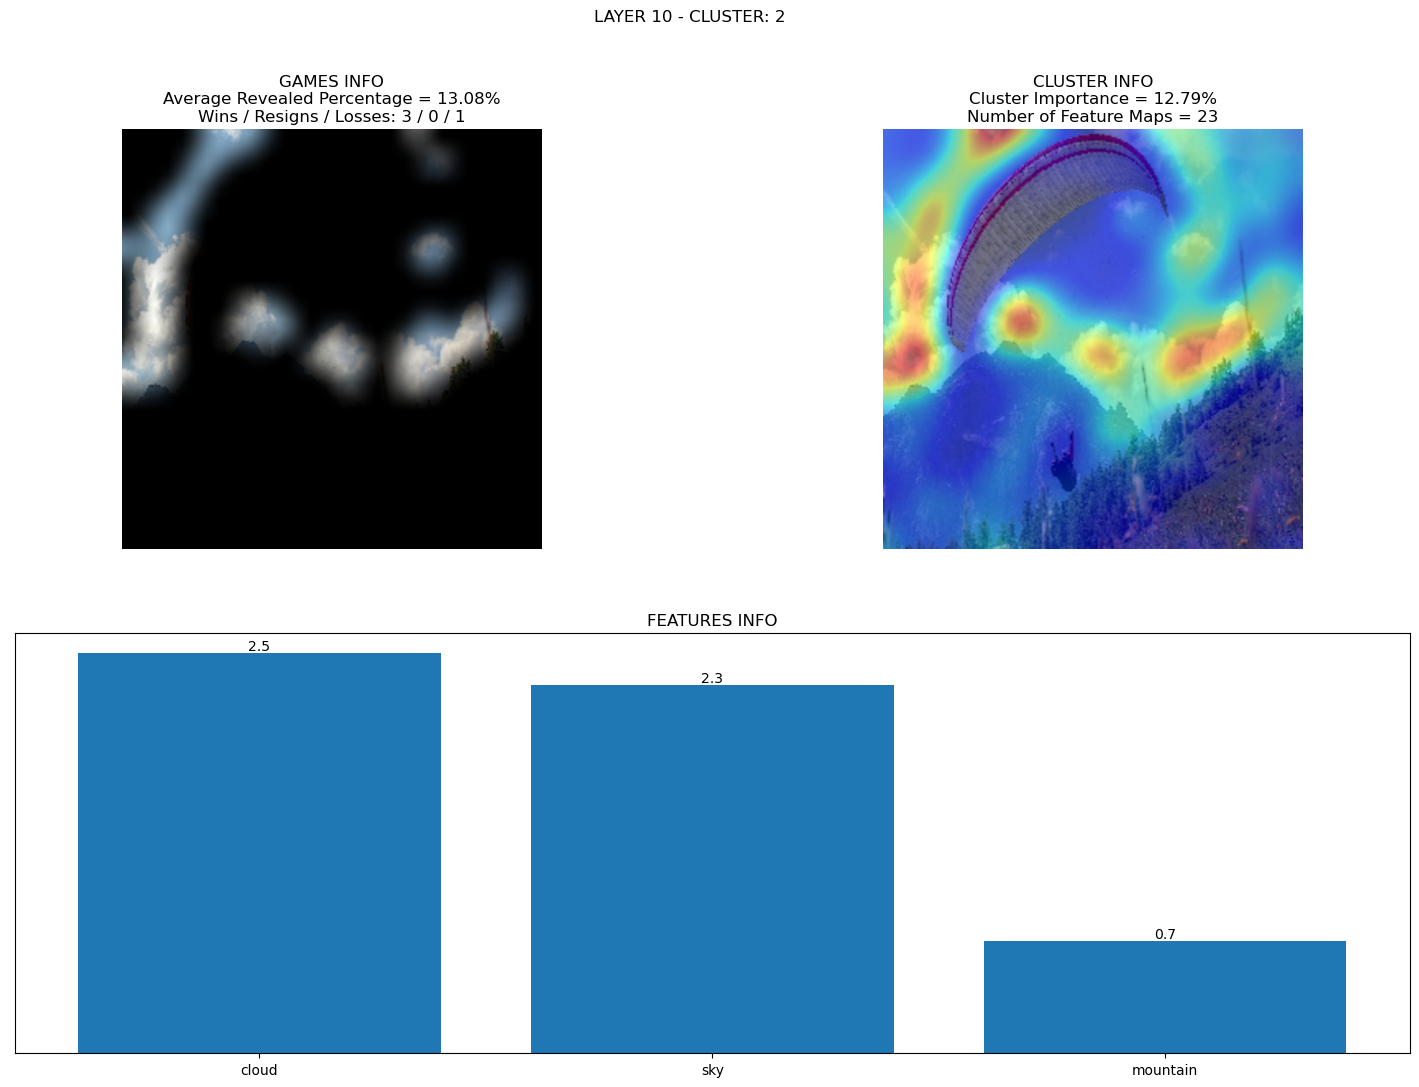 LAYER 10 - CLUSTER: 2
GAMES INFO
Average Revealed Percentage = 13.08%
Wins / Resigns / Losses: 3 / 0 / 1
CLUSTER INFO
Cluster Importance = 12.79%
Number of Feature Maps = 23
FEATURES INFO
2.5
2.3
0.7
cloud
sky
mountain